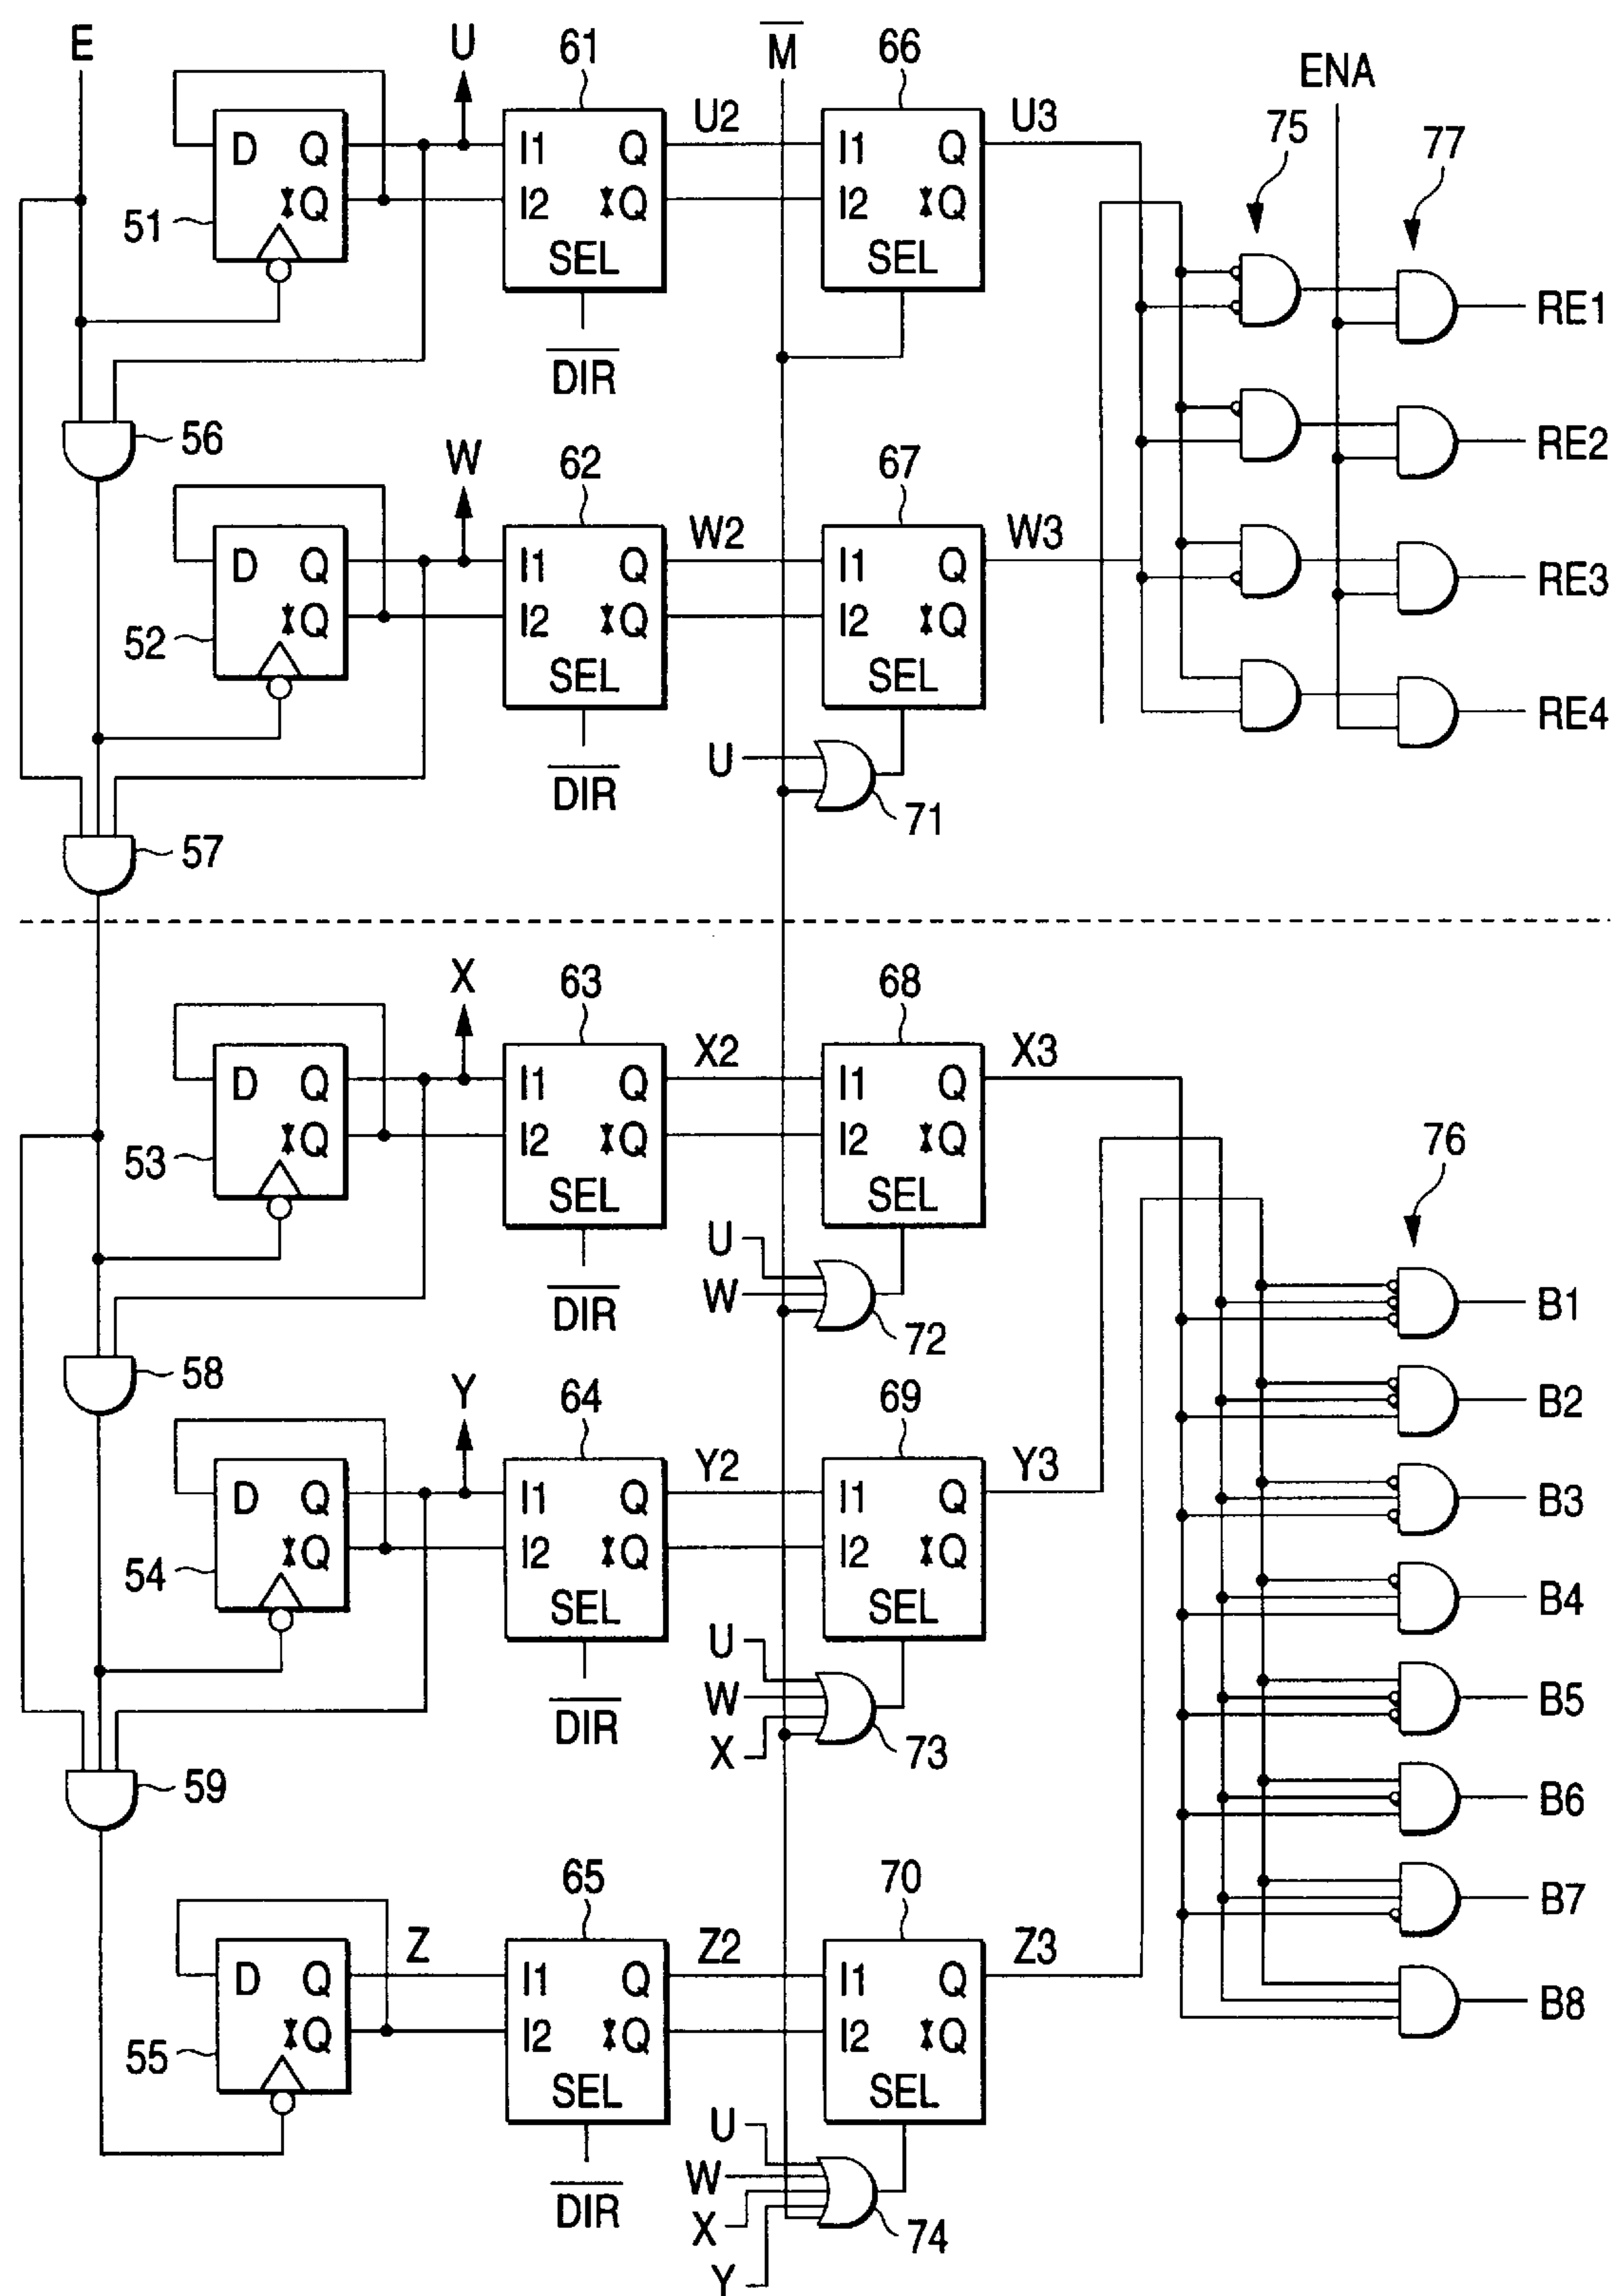 E U 61 M 66 ENA
U2 U3 75 77
D Q I1 Q I1 Q
51 ⁎Q I2 ⁎Q I2 ⁎Q
SEL SEL
RE1
DIR
56 W 62 67 RE2
W2 W3
D Q I1 Q I1 Q
RE3
52 ⁎Q I2 ⁎Q I2 ⁎Q
SEL SEL
RE4
U
DIR 71
57
X 63 68
X2 X3
D Q I1 Q I1 Q
53 ⁎Q I2 ⁎Q I2 ⁎Q 76
SEL SEL
U
W B1
DIR 72
58 Y 64 69 B2
Y2 Y3
D Q I1 Q I1 Q B3
54 ⁎Q I2 ⁎Q I2 ⁎Q
SEL SEL B4
U
W B5
DIR X 73
59 B6
65 70 B7
Z Z2 Z3
D Q I1 Q I1 Q B8
55 ⁎Q I2 ⁎Q I2 ⁎Q
SEL SEL
U
W
DIR X 74
Y